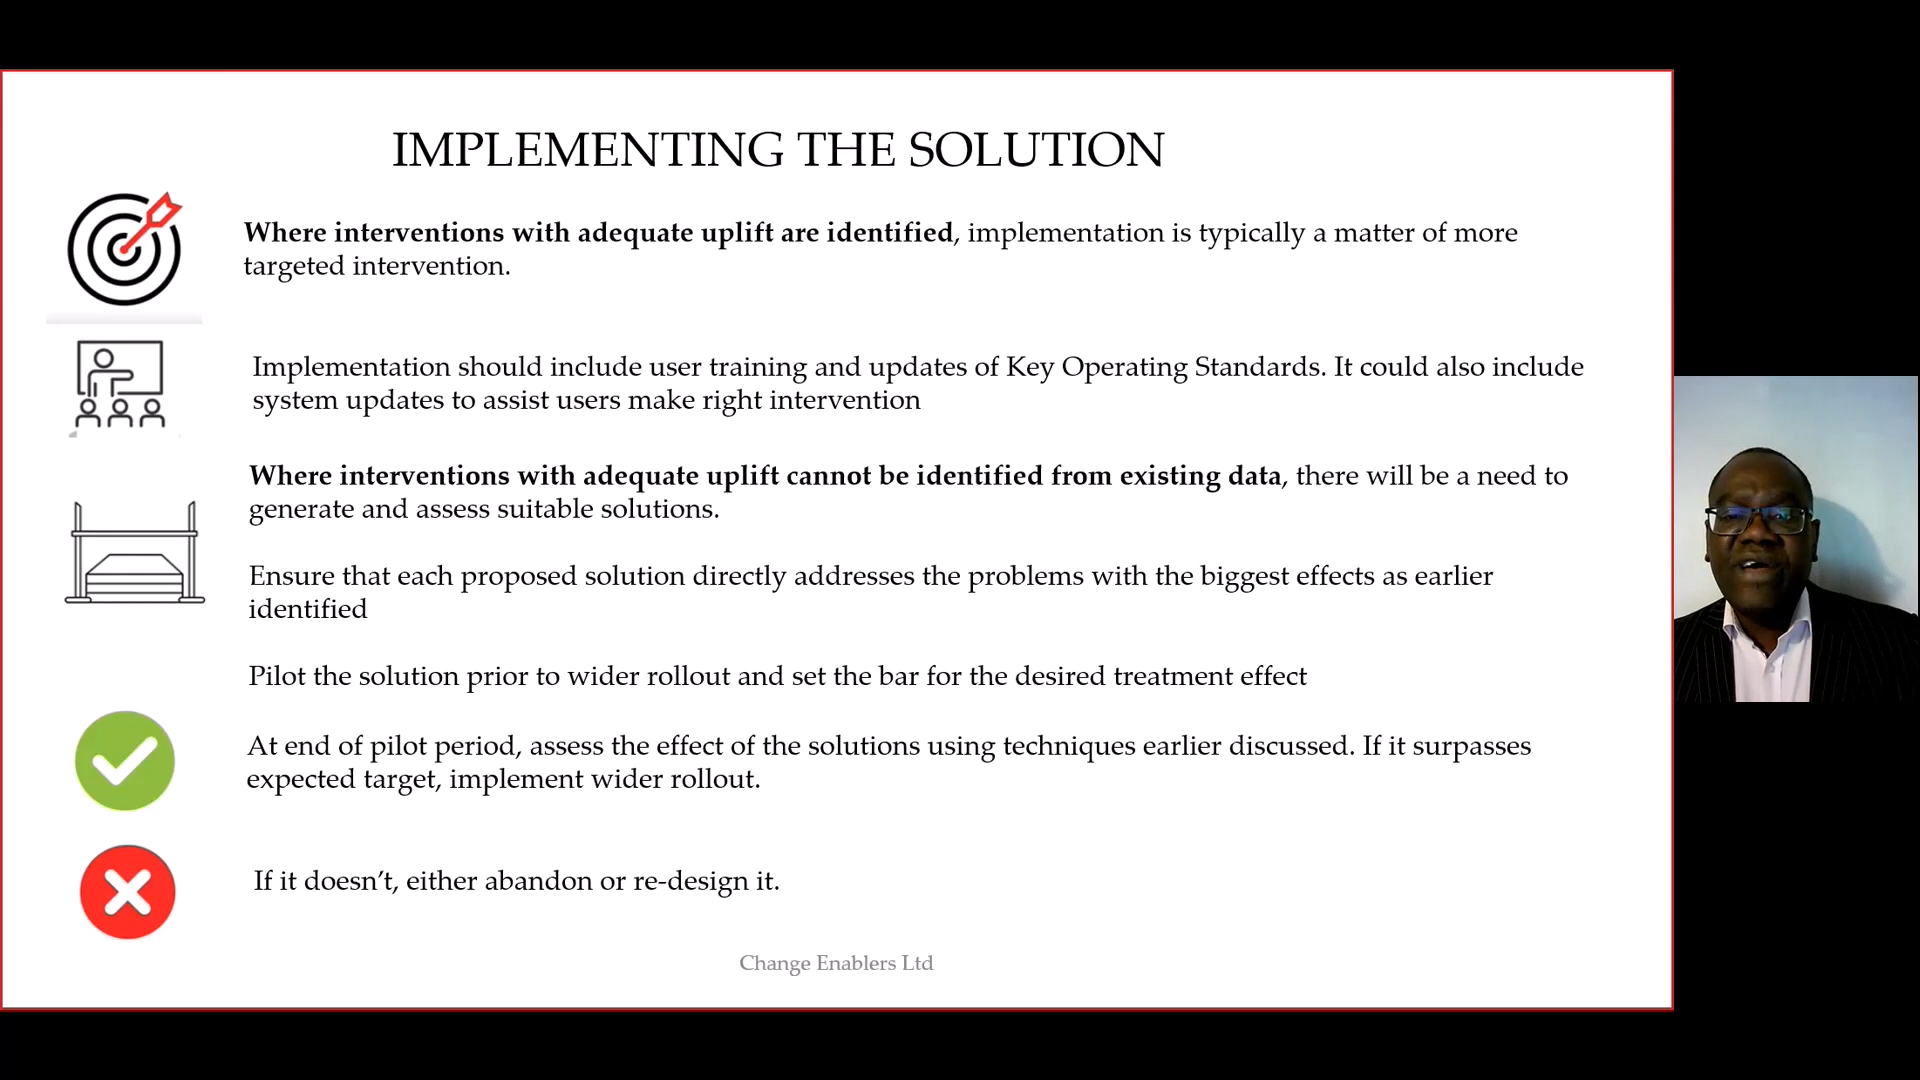 IMPLEMENTING THE SOLUTION
Where interventions with adequate uplift are identified, implementation is typically a matter of more
targeted intervention.
Implementation should include user training and updates of Key Operating Standards. It could also include
system updates to assist users make right intervention
Where interventions with adequate uplift cannot be identified from existing data, there will be a need to
generate and assess suitable solutions.
Ensure that each proposed solution directly addresses the problems with the biggest effects as earlier
identified
Pilot the solution prior to wider rollout and set the bar for the desired treatment effect
At end of pilot period, assess the effect of the solutions using techniques earlier discussed. If it surpasses
expected target, implement wider rollout.
If it doesn’t, either abandon or re-design it.
Change Enablers Ltd